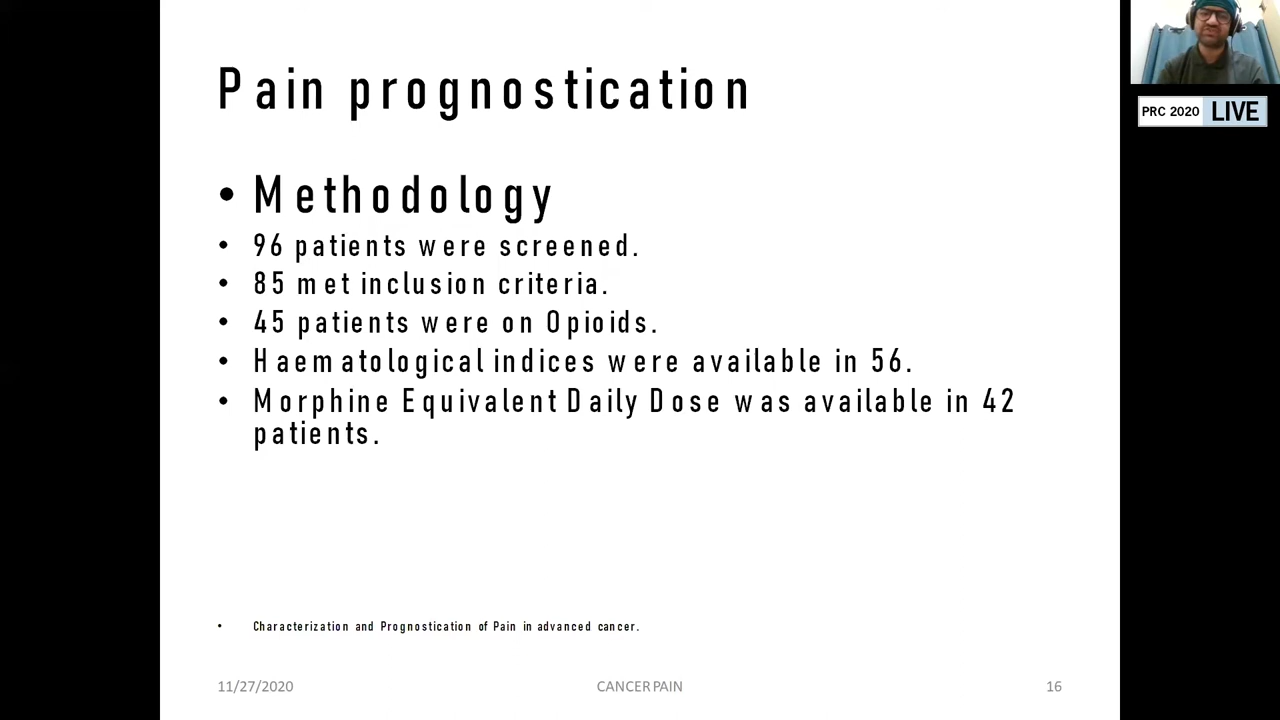 Pain prognostication
• Methodology
• 96 patients were screened.
• 85 met inclusion criteria.
• 45 patients were on Opioids.
• Haematological indices were available in 56.
• Morphine Equivalent Daily Dose was available in 42
patients.
• Characterization and Prognostication of Pain in advanced cancer.
11/27/2020 CANCER PAIN 16
PRC 2020 LIVE